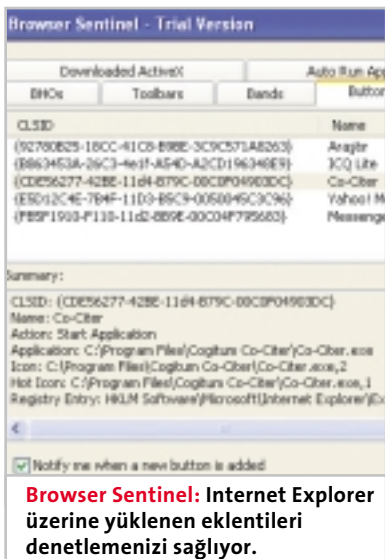 Browser Sentinel - Trial Version
Downloaded ActiveX Auto Run App
BHOs Toolbars Bands Button
CLSID Name
{92780B25-18CC-41C8-B9BE-3C9C571A8263} Araştır
{B863453A-26C3-4e1f-A54D-A2CD196348E9} ICQ Lite
{CDE56277-42BE-11d4-B79C-00C0F04903DC} Co-Citer
{E5D12C4E-7B4F-11D3-B5C9-0050045C3C96} Yahoo! M
{FB5F1910-F110-11d2-BB9E-00C04F795683} Messenge
Summary:
CLSID: {CDE56277-42BE-11d4-B79C-00C0F04903DC}
Name: Co-Citer
Action: Start Application
Application: C:\Program Files\Cogitum Co-Citer\Co-Citer.exe
Icon: C:\Program Files\Cogitum Co-Citer\Co-Citer.exe,2
Hot Icon: C:\Program Files\Cogitum Co-Citer\Co-Citer.exe,1
Registry Entry: HKLM Software\Microsoft\Internet Explorer\Ex
Notify me when a new button is added
Browser Sentinel: Internet Explorer
üzerine yüklenen eklentileri
denetlemenizi sağlıyor.